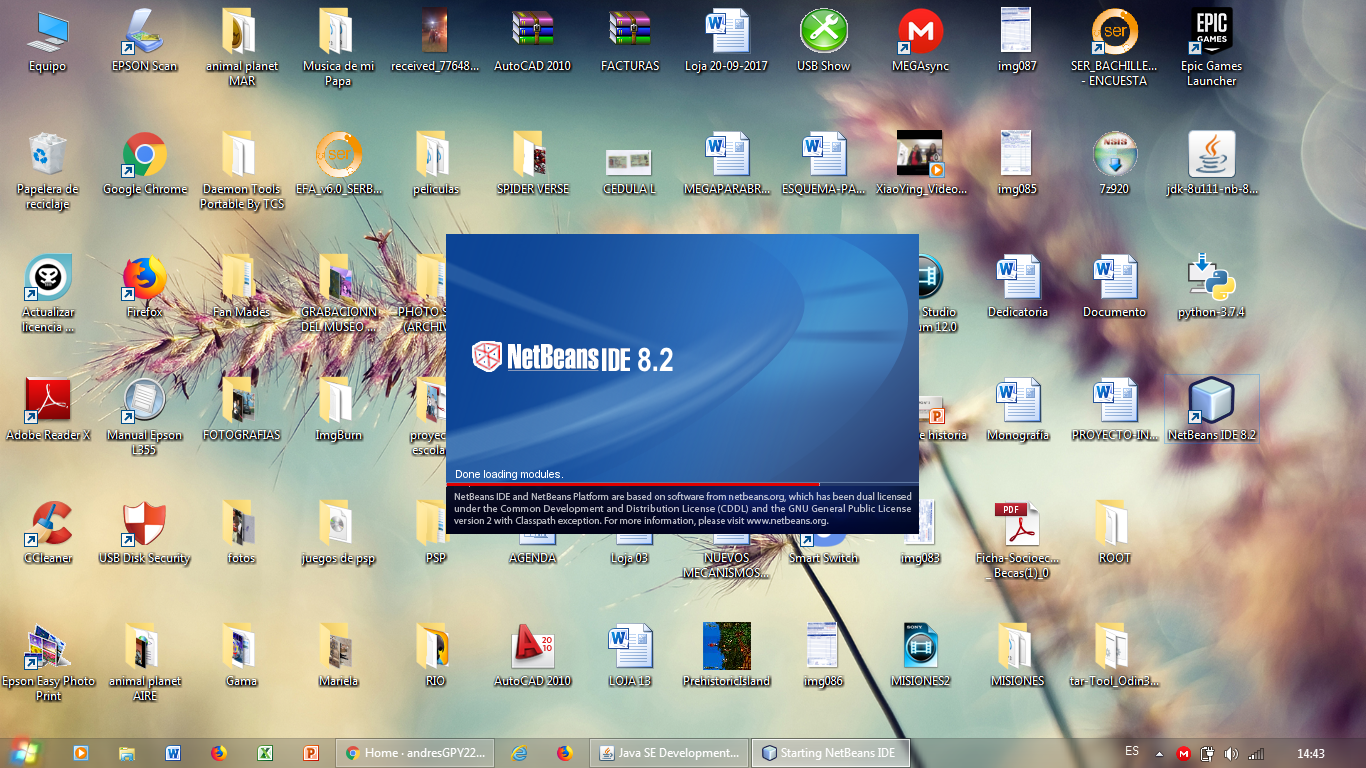 Equipo
EPSON Scan
animal planet
MAR
Musica de mi
Papa
received_77648...
AutoCAD 2010
FACTURAS
Loja 20-09-2017
USB Show
MEGAsync
img087
ser
SER_BACHILLE...
- ENCUESTA
EPIC
GAMES
Epic Games
Launcher
Papelera de
reciclaje
Google Chrome
Daemon Tools
Portable By TCS
ser
EFA_v6.0_SERB...
peliculas
SPIDER VERSE
CEDULA L
MEGAPARABR...
ESQUEMA-PA...
XiaoYing_Video...
img085
NSIS
7z920
jdk-8u111-nb-8...
Actualizar
licencia ...
Firefox
Fan Mades
GRABACIONN
DEL MUSEO ...
PHOTO S
(ARCHIV
Studio
um 12.0
Dedicatoria
Documento
python-3.7.4
NetBeans IDE 8.2
Adobe Reader X
Manual Epson
L355
FOTOGRAFIAS
ImgBurn
proyec
escola
e historia
Monografía
PROYECTO-IN...
NetBeans IDE 8.2
Done loading modules.
NetBeans IDE and NetBeans Platform are based on software from netbeans.org, which has been dual licensed
under the Common Development and Distribution License (CDDL) and the GNU General Public License
version 2 with Classpath exception. For more information, please visit www.netbeans.org.
CCleaner
USB Disk Security
fotos
juegos de psp
PSP
AGENDA
Loja 03
NUEVOS
MECANISMOS...
Smart Switch
img083
PDF
Ficha-Socioec...
_ Becas(1)_0
ROOT
Epson Easy Photo
Print
animal planet
AIRE
Gama
Mariela
RIO
20
10
AutoCAD 2010
LOJA 13
PrehistoricIsland
img086
SONY
MISIONES2
MISIONES
tar-Tool_Odin3...
Home · andresGPY22...
Java SE Development...
Starting NetBeans IDE
ES
14:43